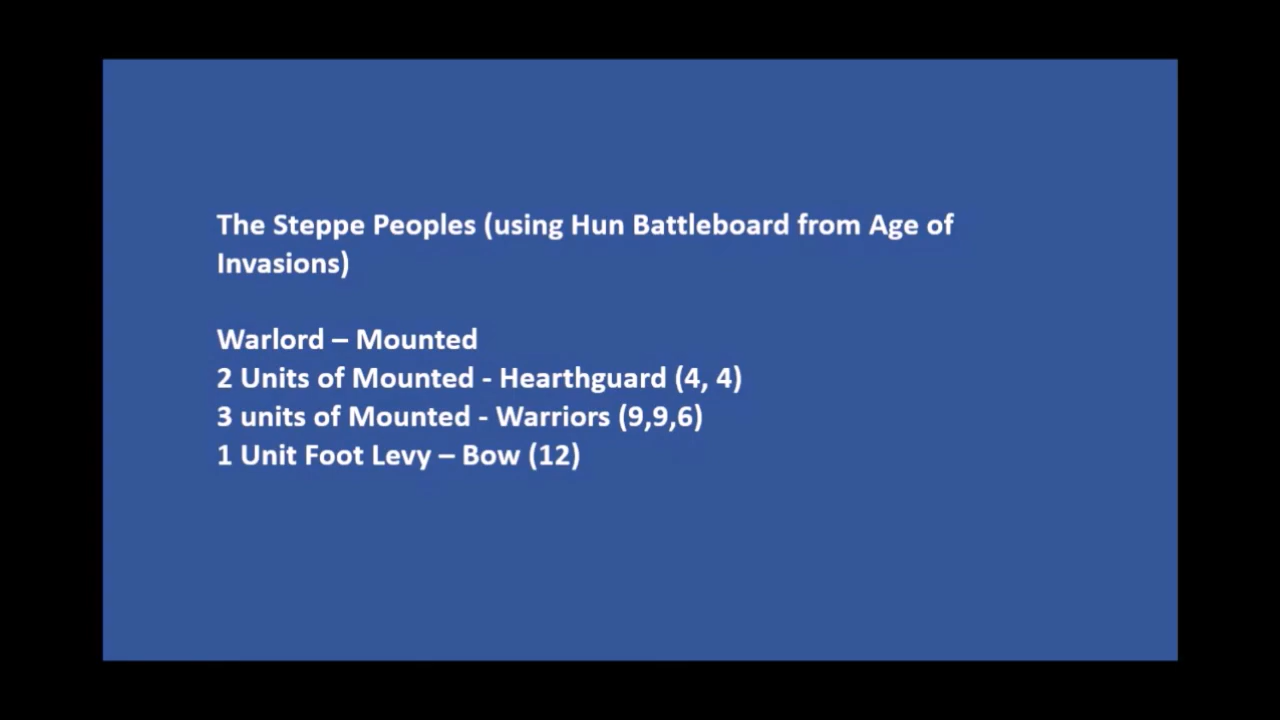 The Steppe Peoples (using Hun Battleboard from Age of
Invasions)
Warlord – Mounted
2 Units of Mounted - Hearthguard (4, 4)
3 units of Mounted - Warriors (9,9,6)
1 Unit Foot Levy – Bow (12)